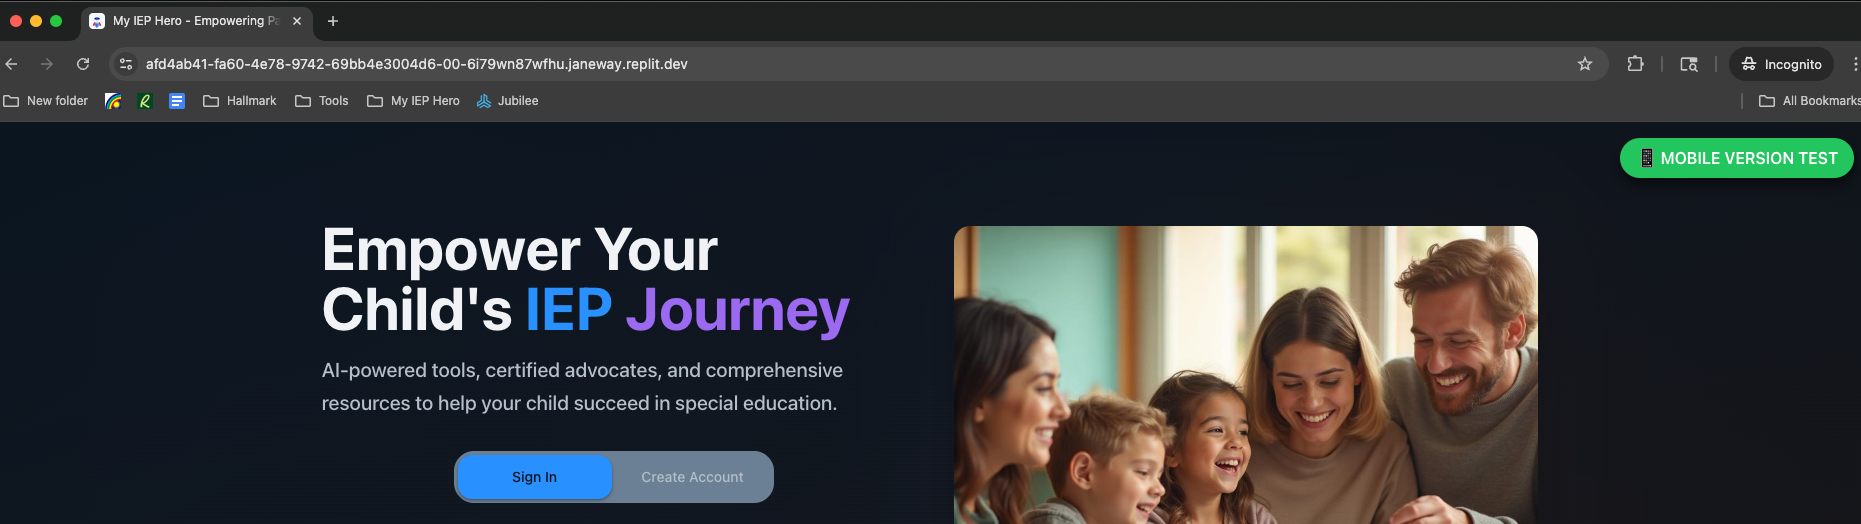 My IEP Hero - Empowering Pa
afd4ab41-fa60-4e78-9742-69bb4e3004d6-00-6i79wn87wfhu.janeway.replit.dev
Incognito
New folder
Hallmark
Tools
My IEP Hero
Jubilee
All Bookmarks
MOBILE VERSION TEST
Empower Your
Child's IEP Journey
AI-powered tools, certified advocates, and comprehensive
resources to help your child succeed in special education.
Sign In
Create Account